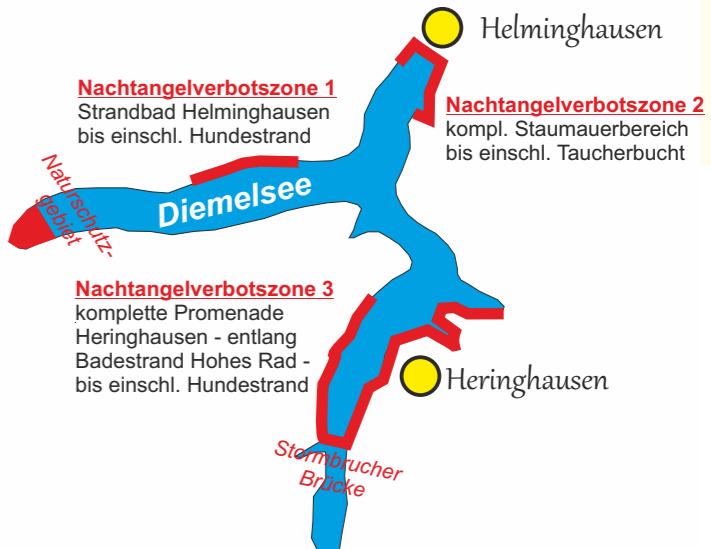 Helminghausen
Nachtangelverbotszone 1
Strandbad Helminghausen
bis einschl. Hundestrand
Nachtangelverbotszone 2
kompl. Staumauerbereich
bis einschl. Taucherbucht
Naturschutz-
gebiet
Diemelsee
Nachtangelverbotszone 3
komplette Promenade
Heringhausen - entlang
Badestrand Hohes Rad -
bis einschl. Hundestrand
Heringhausen
Stormbrucher
Brücke